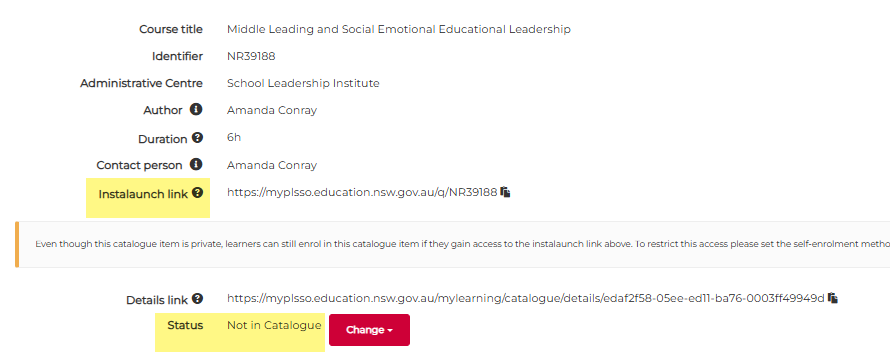 Course title Middle Leading and Social Emotional Educational Leadership
Identifier NR39188
Administrative Centre School Leadership Institute
Author Amanda Conray
Duration 6h
Contact person Amanda Conray
Instalaunch link https://myplsso.education.nsw.gov.au/q/NR39188
Even though this catalogue item is private, learners can still enrol in this catalogue item if they gain access to the instalaunch link above. To restrict this access please set the self-enrolment metho
Details link https://myplsso.education.nsw.gov.au/mylearning/catalogue/details/edaf2f58-05ee-ed11-ba76-0003ff49949d
Status Not in Catalogue Change